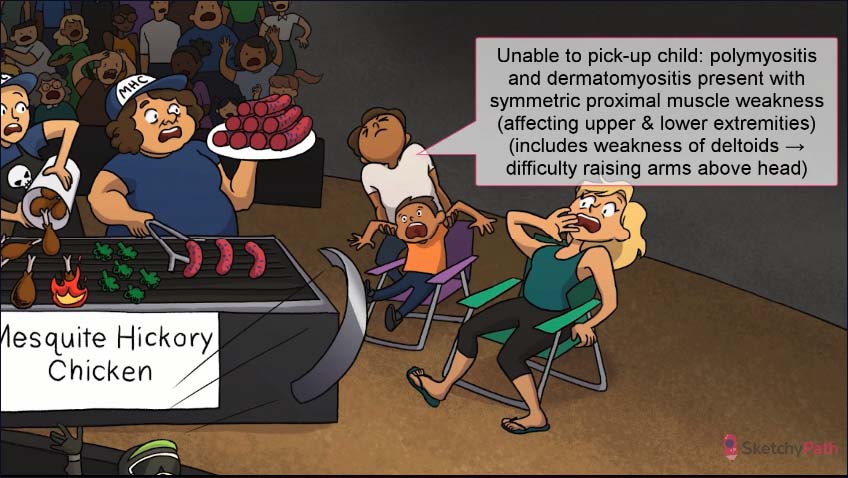 Unable to pick-up child: polymyositis
and dermatomyositis present with
symmetric proximal muscle weakness
(affecting upper & lower extremities)
(includes weakness of deltoids →
difficulty raising arms above head)
MHC
Mesquite Hickory
Chicken
SketchyPath